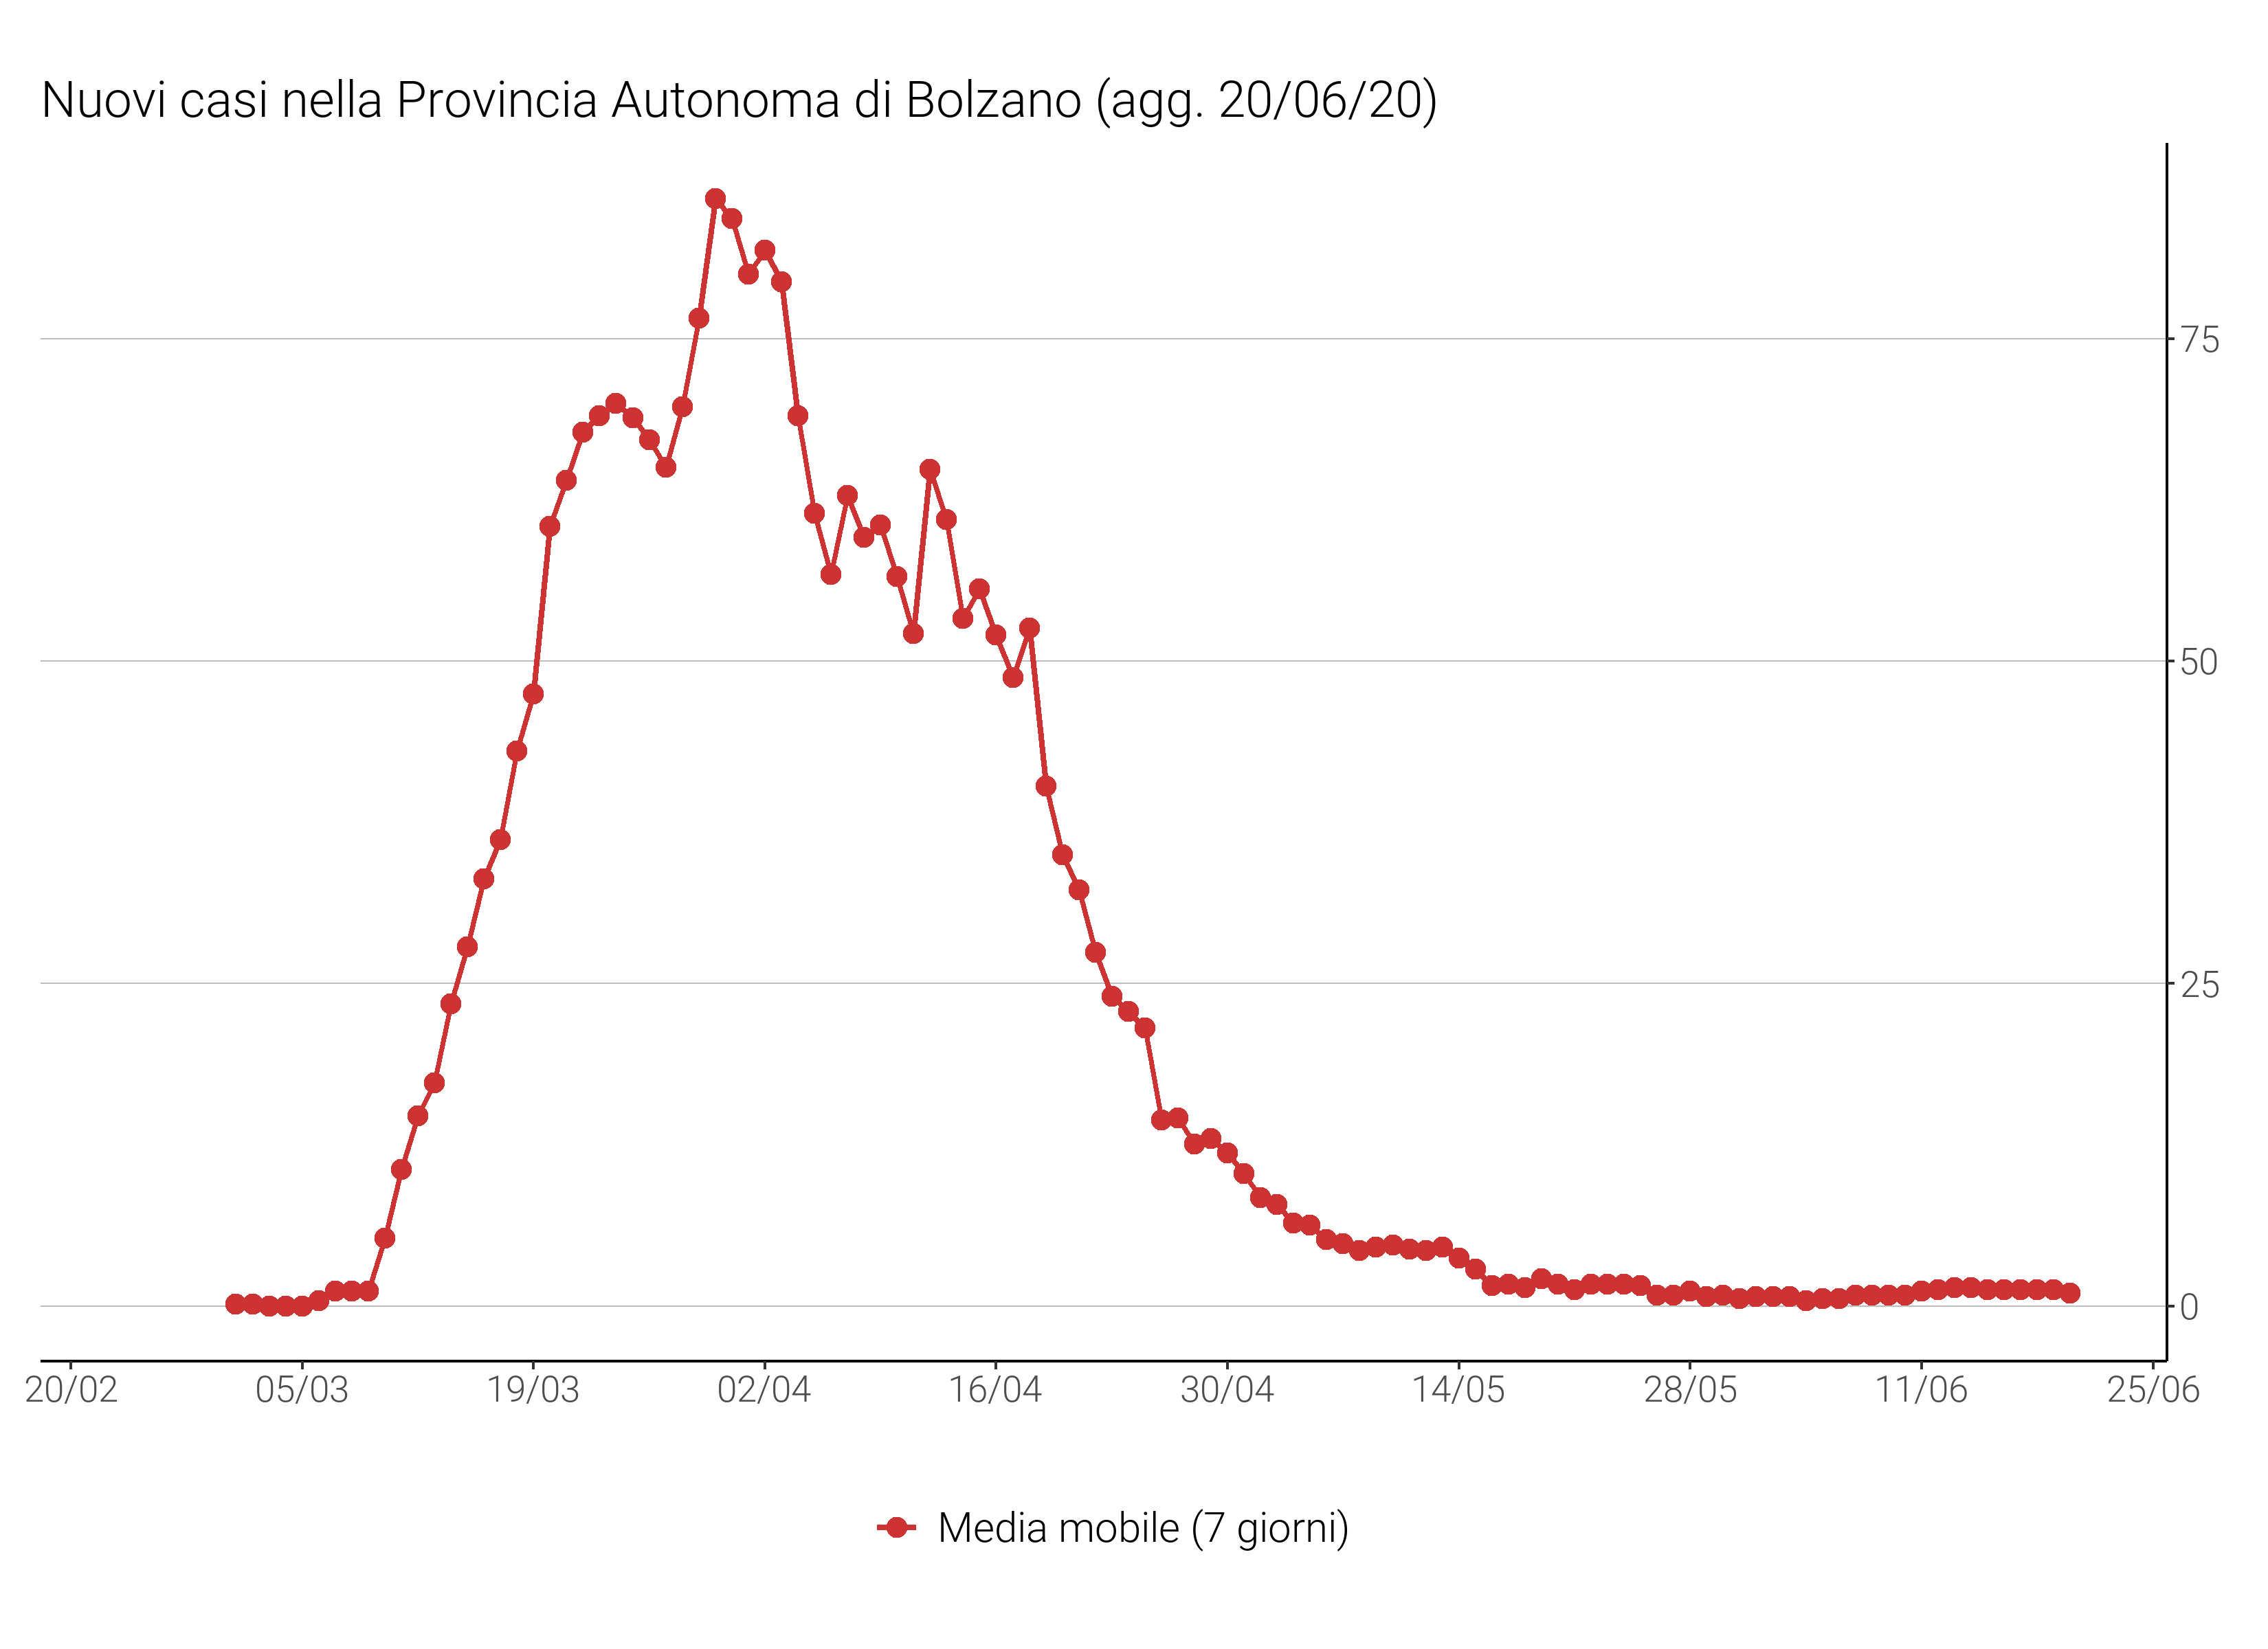 Nuovi casi nella Provincia Autonoma di Bolzano (agg. 20/06/20)
75
50
25
0
20/02 05/03 19/03 02/04 16/04 30/04 14/05 28/05 11/06 25/06
Media mobile (7 giorni)